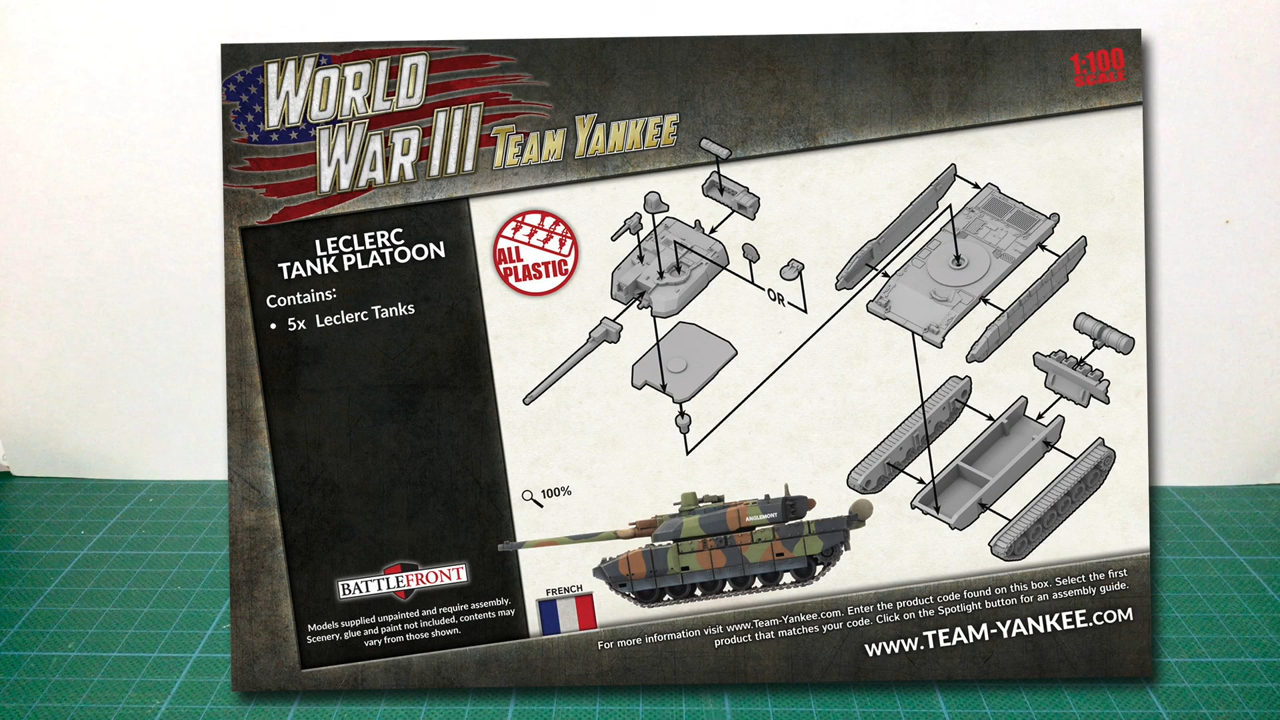 WORLD
WAR III TEAM YANKEE
1:100
SCALE
LECLERC
TANK PLATOON
Contains:
• 5x Leclerc Tanks
ALL
PLASTIC
OR
100%
ANGLEMONT
BATTLEFRONT
Models supplied unpainted and require assembly.
Scenery, glue and paint not included, contents may
vary from those shown.
FRENCH
For more information visit www.Team-Yankee.com. Enter the product code found on this box. Select the first
product that matches your code. Click on the Spotlight button for an assembly guide.
WWW.TEAM-YANKEE.COM